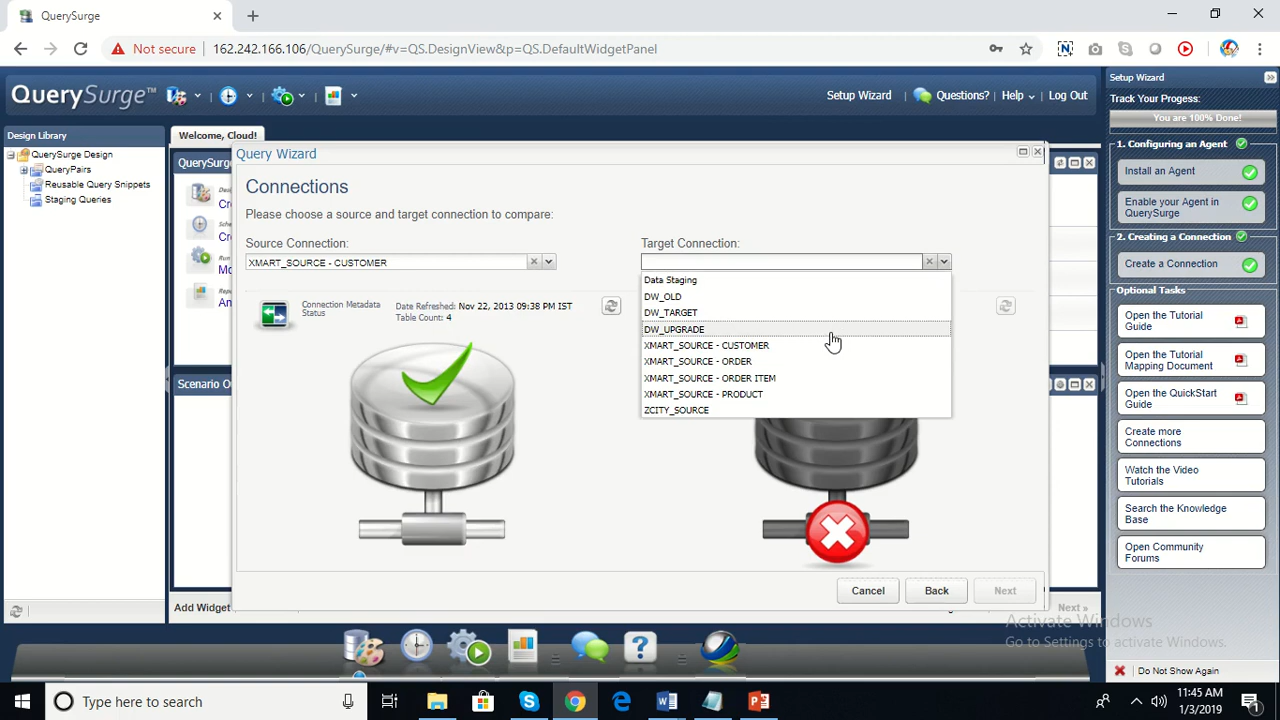 QuerySurge
Not secure
162.242.166.106/QuerySurge/#v=QS.DesignView&p=QS.DefaultWidgetPanel
QuerySurge™
Setup Wizard
Questions?
Help
Log Out
Setup Wizard
Track Your Progess:
You are 100% Done!
1. Configuring an Agent
Install an Agent
Enable your Agent in
QuerySurge
2. Creating a Connection
Create a Connection
Optional Tasks
Open the Tutorial
Guide
Open the Tutorial
Mapping Document
Open the QuickStart
Guide
Create more
Connections
Watch the Video
Tutorials
Search the Knowledge
Base
Open Community
Forums
Do Not Show Again
Design Library
QuerySurge Design
QueryPairs
Reusable Query Snippets
Staging Queries
Welcome, Cloud!
Query Wizard
Connections
Please choose a source and target connection to compare:
Source Connection:
XMART_SOURCE - CUSTOMER
Target Connection:
Data Staging
DW_OLD
DW_TARGET
DW_UPGRADE
XMART_SOURCE - CUSTOMER
XMART_SOURCE - ORDER
XMART_SOURCE - ORDER ITEM
XMART_SOURCE - PRODUCT
ZCITY_SOURCE
Connection Metadata
Status
Date Refreshed: Nov 22, 2013 09:38 PM IST
Table Count: 4
Cancel
Back
Next
Add Widget
Next »
Activate Windows
Go to Settings to activate Windows.
Type here to search
11:45 AM
1/3/2019